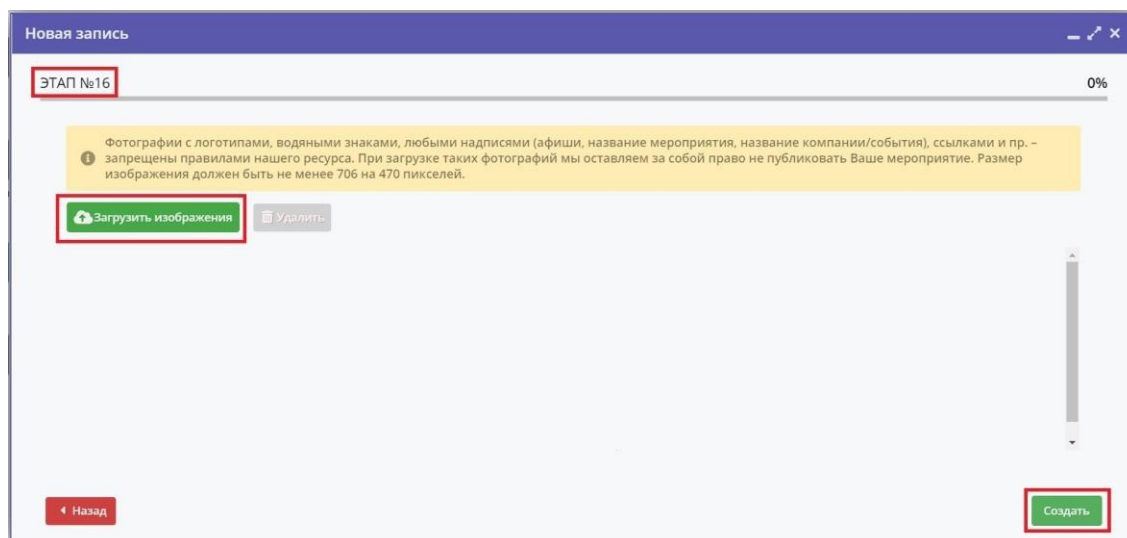 Новая запись
ЭТАП №16 0%
Фотографии с логотипами, водяными знаками, любыми надписями (афиши, название мероприятия, название компании/события), ссылками и пр. –
запрещены правилами нашего ресурса. При загрузке таких фотографий мы оставляем за собой право не публиковать Ваше мероприятие. Размер
изображения должен быть не менее 706 на 470 пикселей.
Загрузить изображения Удалить
Назад Создать